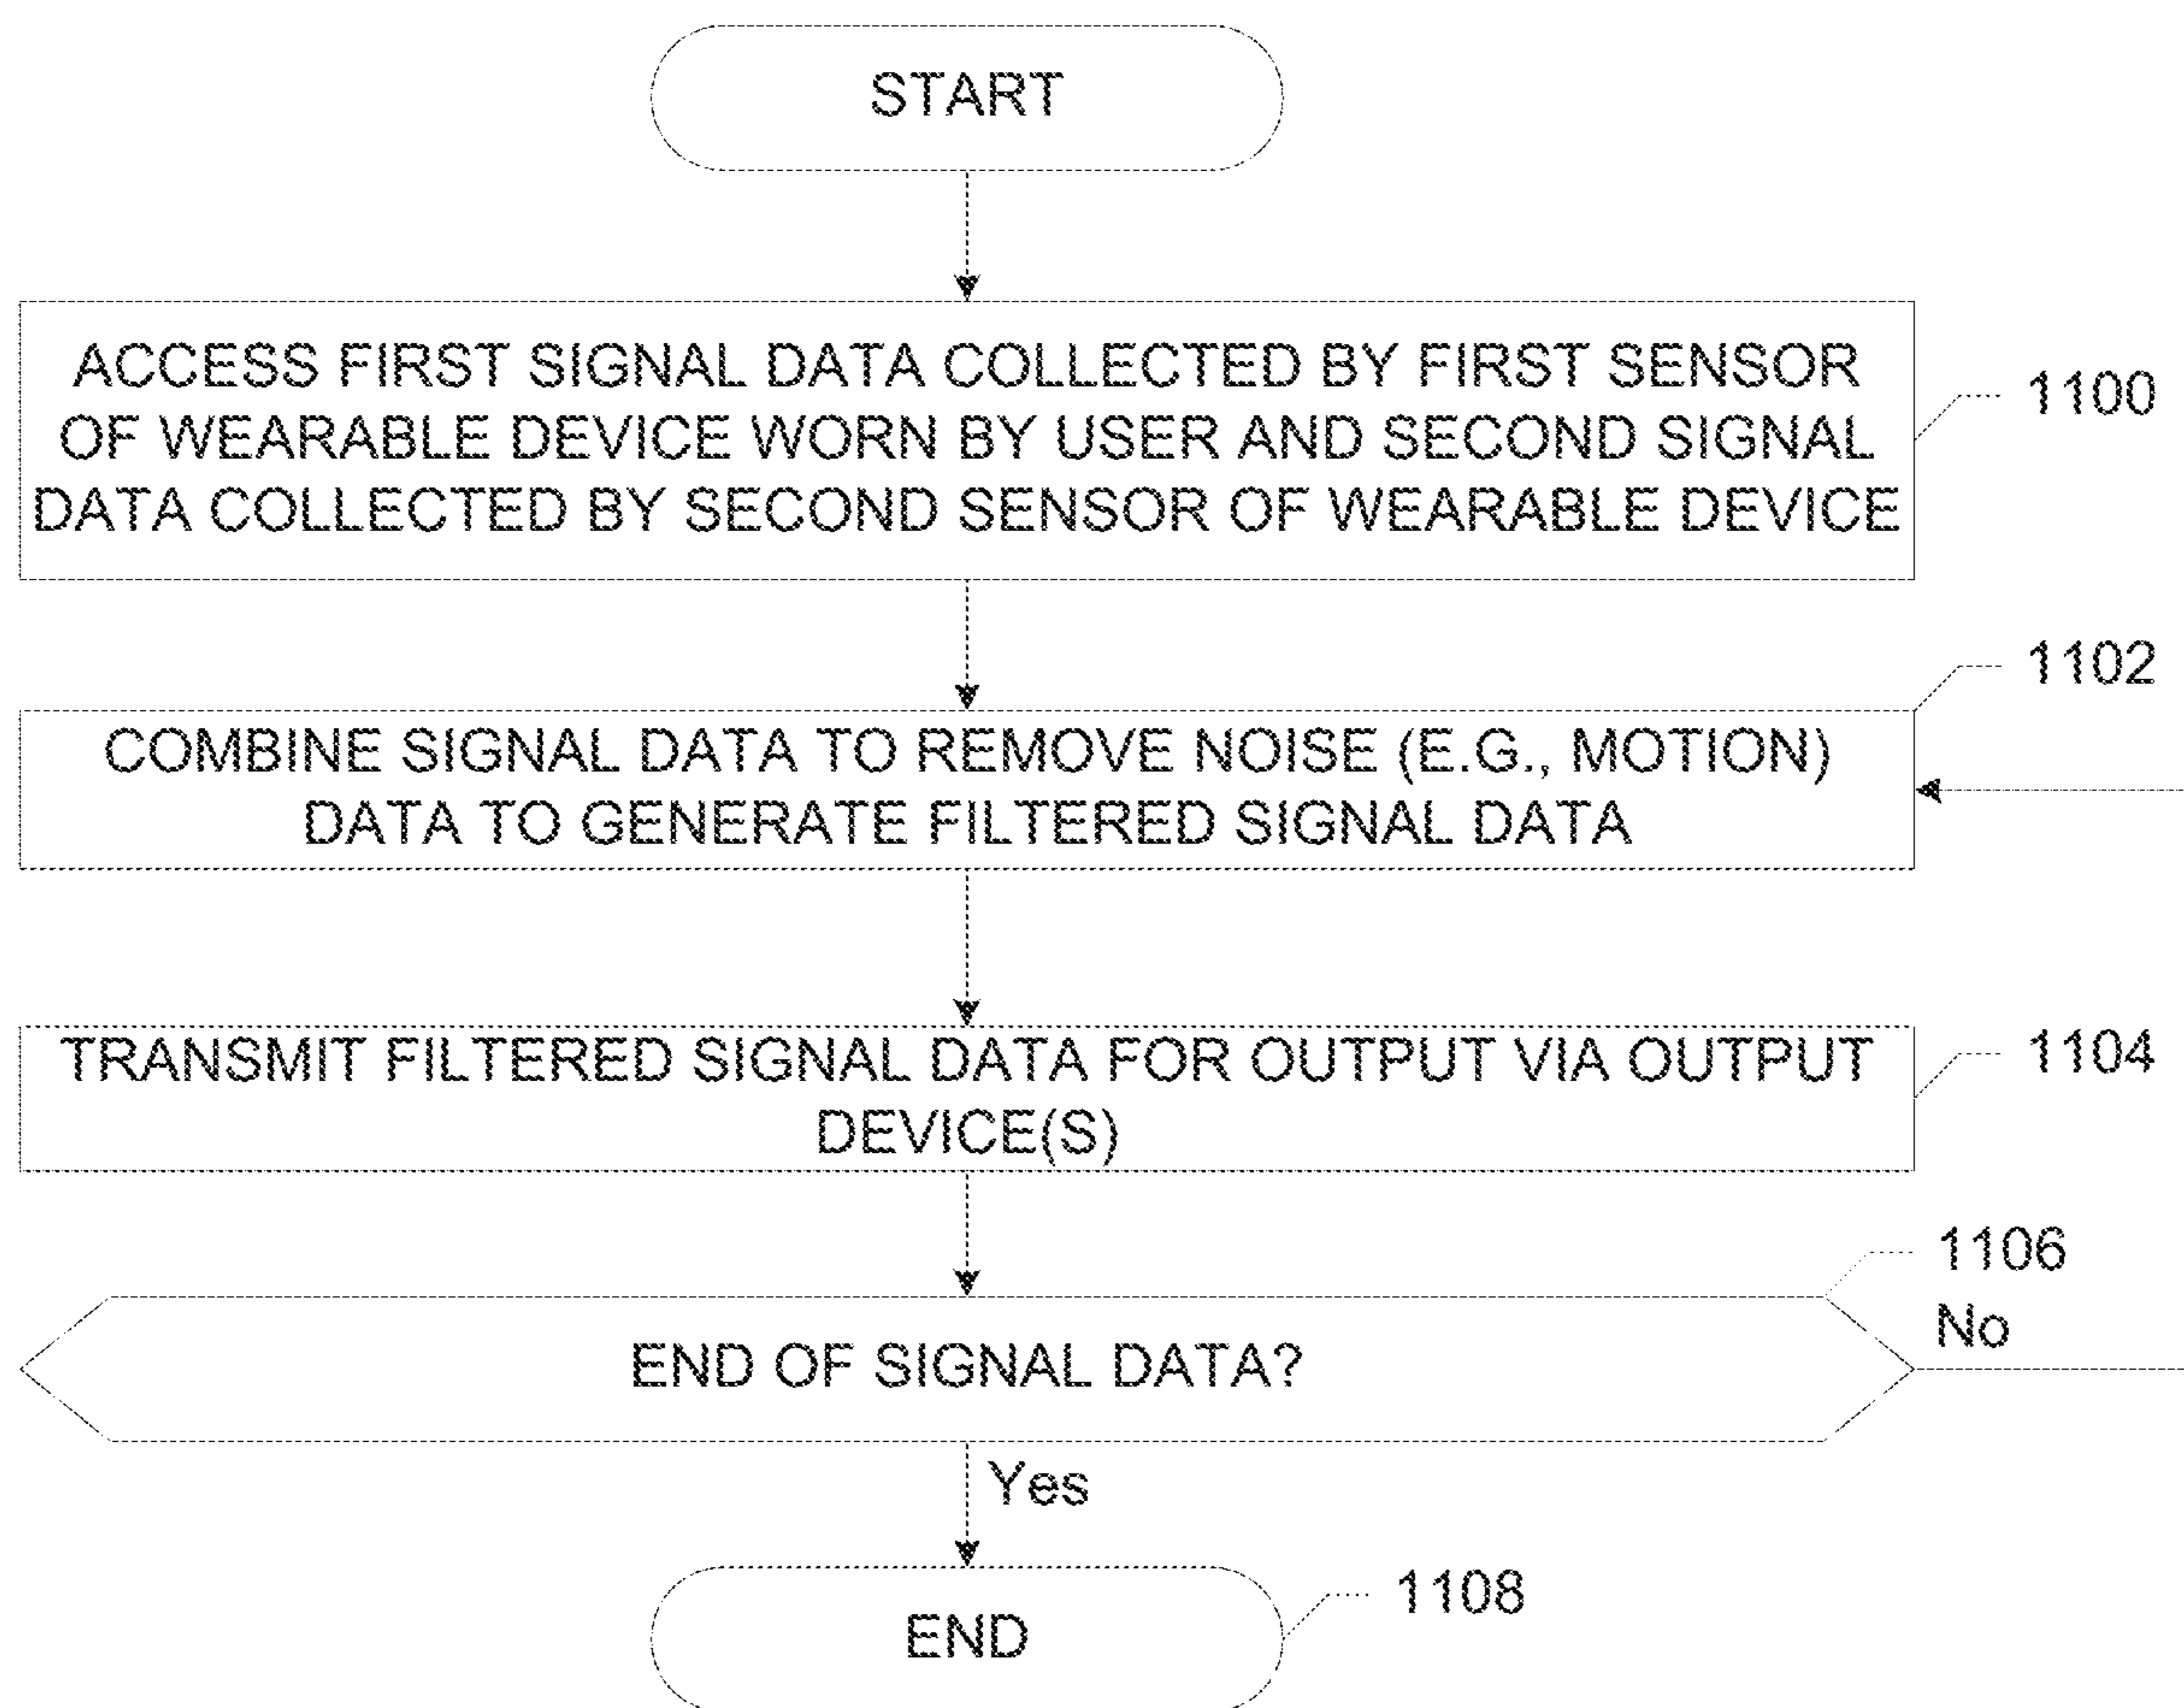 START
ACCESS FIRST SIGNAL DATA COLLECTED BY FIRST SENSOR
OF WEARABLE DEVICE WORN BY USER AND SECOND SIGNAL
DATA COLLECTED BY SECOND SENSOR OF WEARABLE DEVICE
1100
1102
COMBINE SIGNAL DATA TO REMOVE NOISE (E.G., MOTION)
DATA TO GENERATE FILTERED SIGNAL DATA
TRANSMIT FILTERED SIGNAL DATA FOR OUTPUT VIA OUTPUT
DEVICE(S)
1104
1106
No
END OF SIGNAL DATA?
Yes
END
1108